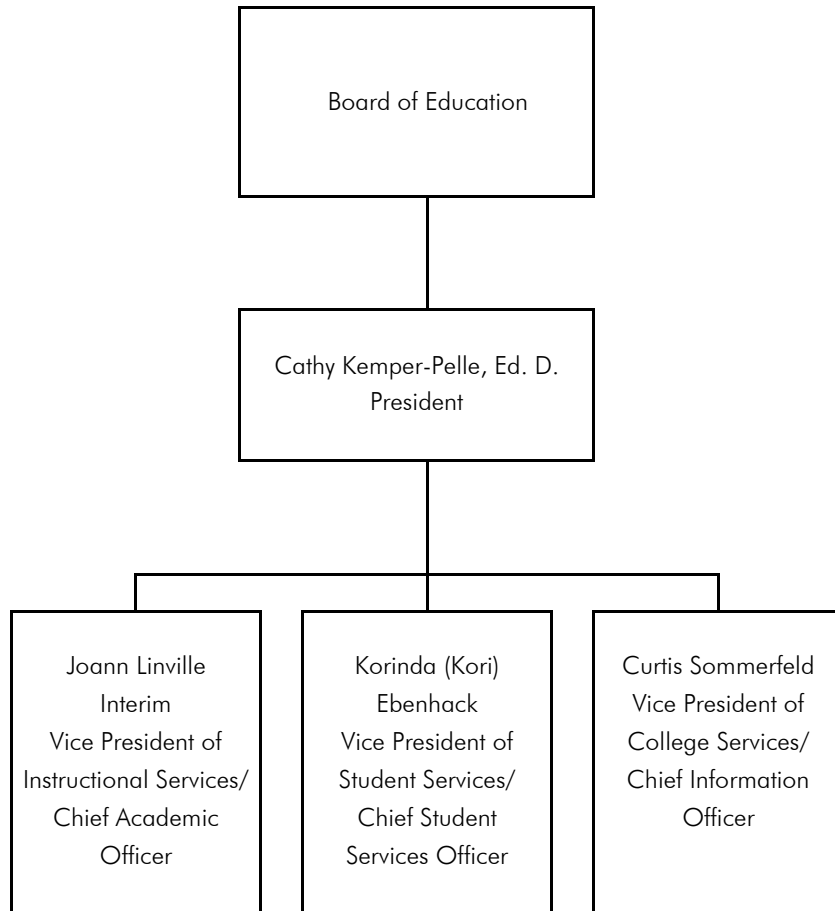 Board of Education
Cathy Kemper-Pelle, Ed. D.
President
Joann Linville
Interim
Vice President of
Instructional Services/
Chief Academic
Officer
Korinda (Kori)
Ebenhack
Vice President of
Student Services/
Chief Student
Services Officer
Curtis Sommerfeld
Vice President of
College Services/
Chief Information
Officer